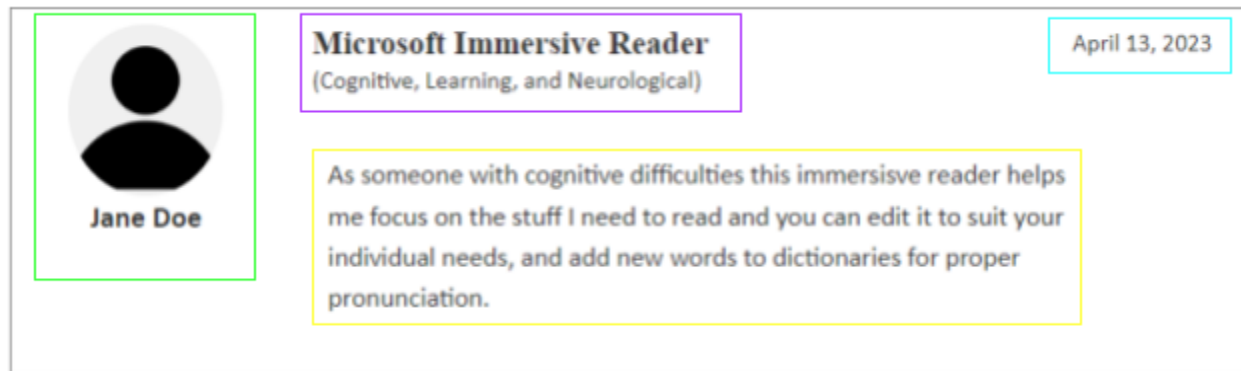 Microsoft Immersive Reader
April 13, 2023
(Cognitive, Learning, and Neurological)
Jane Doe
As someone with cognitive difficulties this immersisve reader helps
me focus on the stuff I need to read and you can edit it to suit your
individual needs, and add new words to dictionaries for proper
pronunciation.